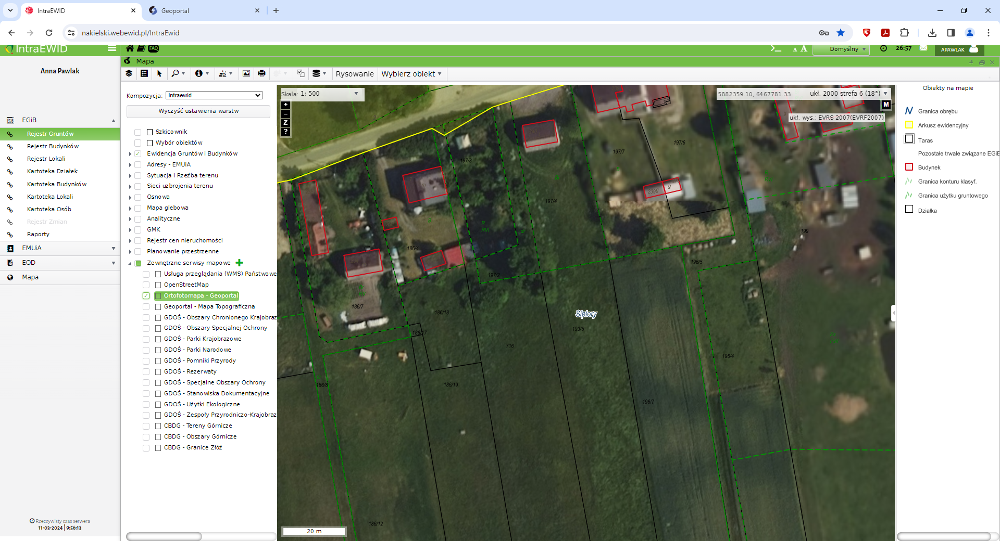 IntraEWID
Geoportal
nakielski.webewid.pl/IntraEwid
IntraEWID
FAQ
A A
Domyślny
26:57
APAWLAK
Anna Pawlak
Mapa
Rysowanie
Wybierz obiekt
EGiB
Rejestr Gruntów
Rejestr Budynków
Rejestr Lokali
Kartoteka Działek
Kartoteka Budynków
Kartoteka Lokali
Kartoteka Osób
Rejestr Zmian
Raporty
EMUiA
EOD
Mapa
Rzeczywisty czas serwera
11-03-2024 | 9:56:13
Kompozycja: Intraewid
Wyczyść ustawienia warstw
Szkicownik
Wybór obiektów
Ewidencja Gruntów i Budynków
Adresy - EMUiA
Sytuacja i Rzeźba terenu
Sieci uzbrojenia terenu
Osnowa
Mapa glebowa
Analityczne
GMK
Rejestr cen nieruchomości
Planowanie przestrzenne
Zewnętrzne serwisy mapowe
Usługa przeglądania (WMS) Państwowe
OpenStreetMap
Ortofotomapa - Geoportal
Geoportal - Mapa Topograficzna
GDOŚ - Obszary Chronionego Krajobraz
GDOŚ - Obszary Specjalnej Ochrony
GDOŚ - Parki Krajobrazowe
GDOŚ - Parki Narodowe
GDOŚ - Pomniki Przyrody
GDOŚ - Rezerwaty
GDOŚ - Specjalne Obszary Ochrony
GDOŚ - Stanowiska Dokumentacyjne
GDOŚ - Użytki Ekologiczne
GDOŚ - Zespoły Przyrodniczo-Krajobraz
CBDG - Tereny Górnicze
CBDG - Obszary Górnicze
CBDG - Granice Złóż
Skala: 1: 500
+
−
Z
?
5882359.10, 6467781.33
ukł. 2000 strefa 6 (18°)
M
ukł. wys.: EVRS 2007(EVRF2007)
197/6
197/7
197/3
197/4
g
2399
R
RVI
199
186/4
196/5
197/2
186/7
186/18
Sipiory
193/5
186/17
716
196/4
186/8
186/19
196/7
186/12
20 m
Obiekty na mapie
Granica obrębu
Arkusz ewidencyjny
Taras
Pozostałe trwale związane EGiB
Budynek
Granica konturu klasyf.
Granica użytku gruntowego
Działka